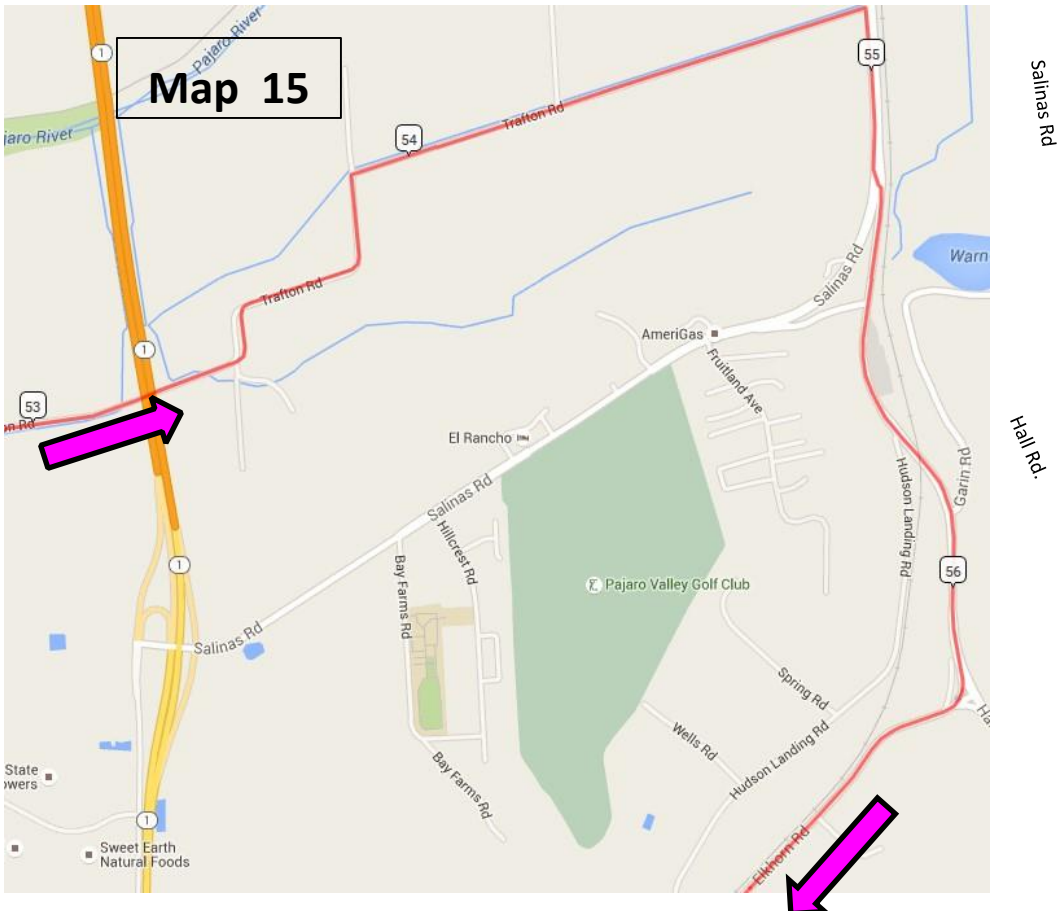 1
Pajaro River
Map 15
55
Salinas Rd
Trafton Rd
54
jaro River
Warn
Salinas Rd
Trafton Rd
AmeriGas
1
Fruitland Ave
53
on Rd
El Rancho
Hall Rd.
Garin Rd
Hudson Landing Rd
Salinas Rd
Hillcrest Rd
Bay Farms Rd
1
56
Pajaro Valley Golf Club
Salinas Rd
Spring Rd
Ha
Wells Rd
Hudson Landing Rd
State
owers
Bay Farms Rd
1
Sweet Earth
Natural Foods
Elkhorn Rd